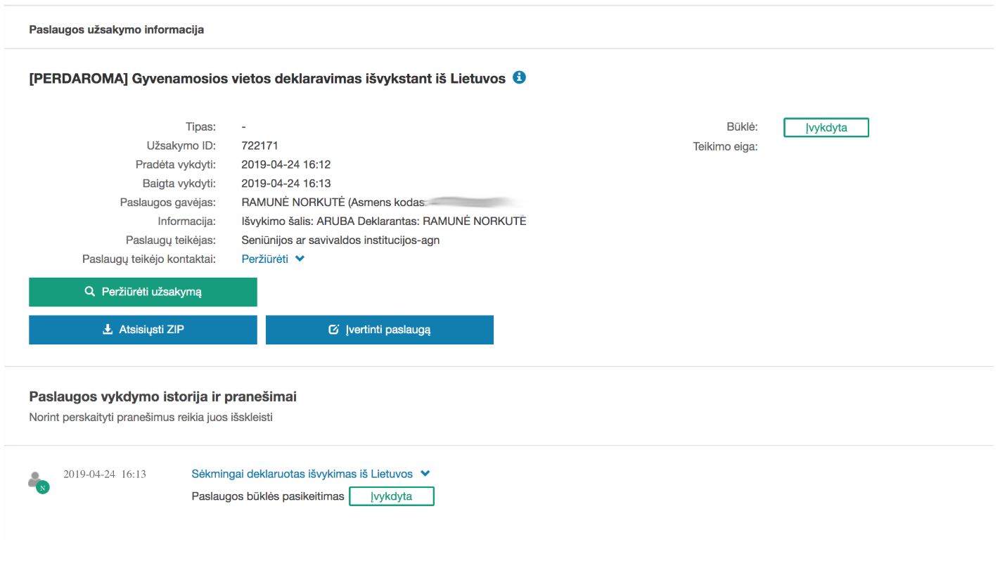 Paslaugos užsakymo informacija
[PERDAROMA] Gyvenamosios vietos deklaravimas išvykstant iš Lietuvos
Tipas: -
Būklė: Įvykdyta
Užsakymo ID: 722171
Teikimo eiga:
Pradėta vykdyti: 2019-04-24 16:12
Baigta vykdyti: 2019-04-24 16:13
Paslaugos gavėjas: RAMUNĖ NORKUTĖ (Asmens kodas:
Informacija: Išvykimo šalis: ARUBA Deklarantas: RAMUNĖ NORKUTĖ
Paslaugų teikėjas: Seniūnijos ar savivaldos institucijos-agn
Paslaugų teikėjo kontaktai: Peržiūrėti
Peržiūrėti užsakymą
Atsisiųsti ZIP
Įvertinti paslaugą
Paslaugos vykdymo istorija ir pranešimai
Norint perskaityti pranešimus reikia juos išskleisti
N
2019-04-24 16:13 Sėkmingai deklaruotas išvykimas iš Lietuvos
Paslaugos būklės pasikeitimas Įvykdyta